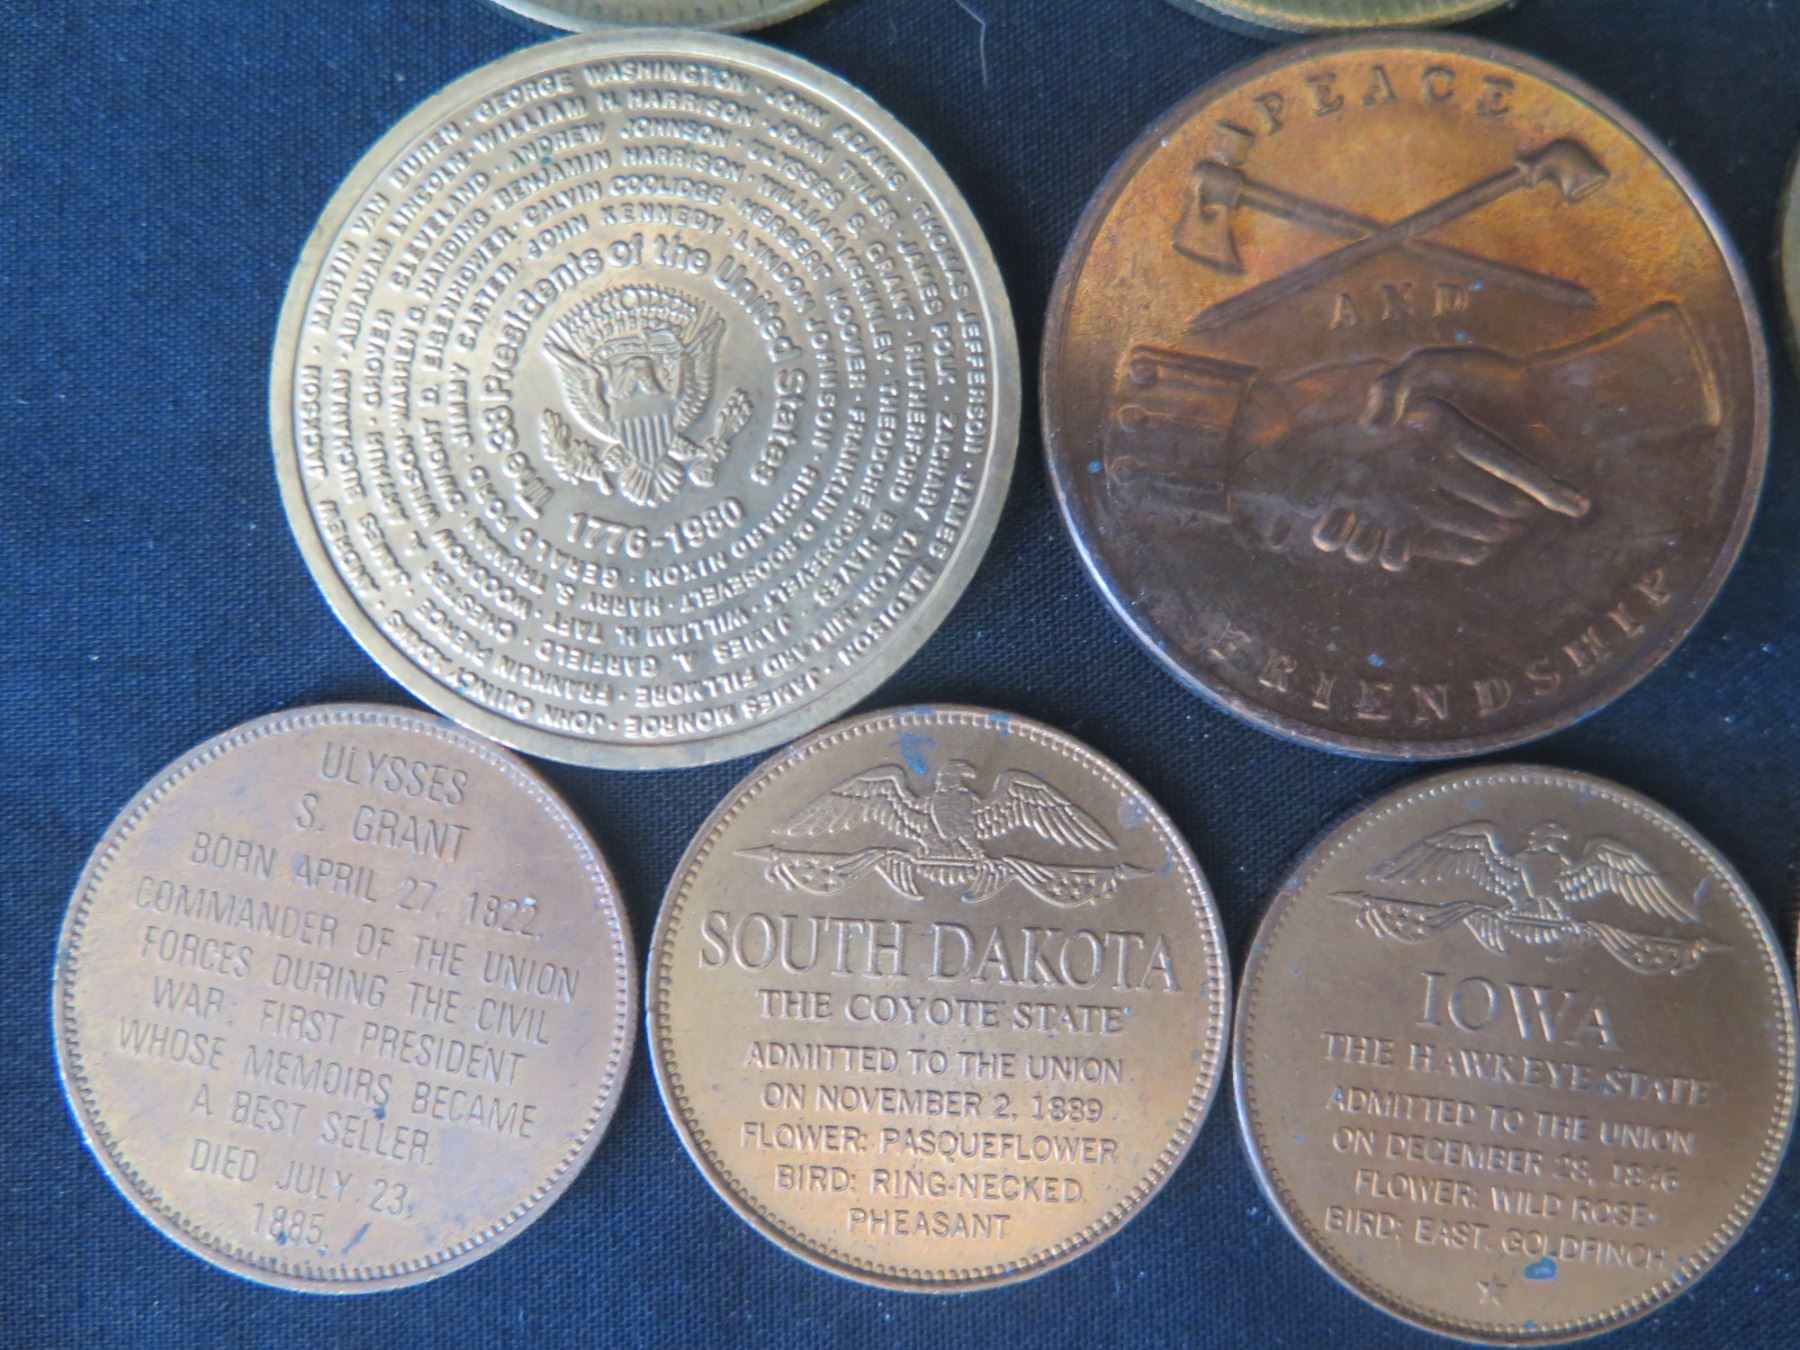 GEORGE WASHINGTON · JOHN ADAMS · THOMAS JEFFERSON · JAMES MADISON · JAMES MONROE · JOHN QUINCY ADAMS · ANDREW JACKSON · MARTIN VAN BUREN ·
WILLIAM H. HARRISON · JOHN TYLER · JAMES POLK · ZACHARY TAYLOR · MILLARD FILLMORE · FRANKLIN PIERCE · JAMES BUCHANAN · ABRAHAM LINCOLN ·
ANDREW JOHNSON · ULYSSES S. GRANT · RUTHERFORD B. HAYES · JAMES A. GARFIELD · CHESTER A. ARTHUR · GROVER CLEVELAND ·
BENJAMIN HARRISON · WILLIAM MCKINLEY · THEODORE ROOSEVELT · WILLIAM H. TAFT · WOODROW WILSON · WARREN G. HARDING ·
CALVIN COOLIDGE · HERBERT HOOVER · FRANKLIN D. ROOSEVELT · HARRY S. TRUMAN · DWIGHT D. EISENHOWER ·
JOHN KENNEDY · LYNDON JOHNSON · RICHARD NIXON · GERALD FORD · JIMMY CARTER
The 38 Presidents of the United States
1776-1980
PEACE
AND
FRIENDSHIP
ULYSSES
S. GRANT
BORN APRIL 27, 1822.
COMMANDER OF THE UNION
FORCES DURING THE CIVIL
WAR: FIRST PRESIDENT
WHOSE MEMOIRS BECAME
A BEST SELLER.
DIED JULY 23,
1885.
SOUTH DAKOTA
THE COYOTE STATE
ADMITTED TO THE UNION
ON NOVEMBER 2, 1889
FLOWER: PASQUEFLOWER
BIRD: RING-NECKED
PHEASANT
IOWA
THE HAWKEYE STATE
ADMITTED TO THE UNION
ON DECEMBER 28, 1846
FLOWER: WILD ROSE
BIRD: EAST. GOLDFINCH